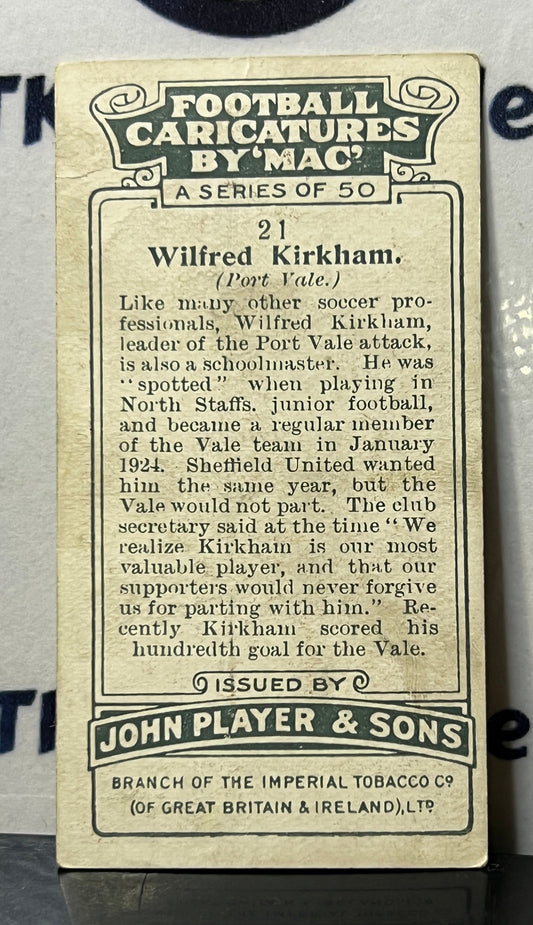 FOOTBALL
CARICATURES
BY 'MAC'
A SERIES OF 50
21
Wilfred Kirkham.
(Port Vale.)
Like many other soccer pro-
fessionals, Wilfred Kirkham,
leader of the Port Vale attack,
is also a schoolmaster. He was
"spotted" when playing in
North Staffs. junior football,
and became a regular member
of the Vale team in January
1924. Sheffield United wanted
him the same year, but the
Vale would not part. The club
secretary said at the time "We
realize Kirkham is our most
valuable player, and that our
supporters would never forgive
us for parting with him." Re-
cently Kirkham scored his
hundredth goal for the Vale.
ISSUED BY
JOHN PLAYER & SONS
BRANCH OF THE IMPERIAL TOBACCO Cº
(OF GREAT BRITAIN & IRELAND), LTD